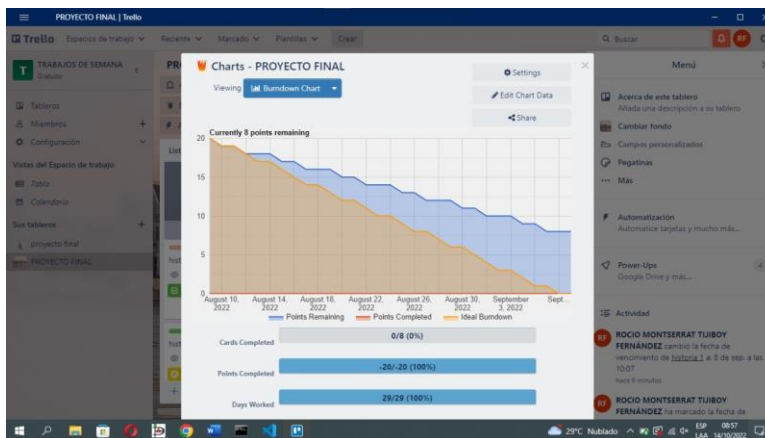 PROYECTO FINAL | Trello
Trello Espacios de trabajo Reciente Marcado Plantillas Crear Buscar RF
T TRABAJOS DE SEMANA
Gratuito
Tableros
Miembros
Configuración
Vistas del Espacio de trabajo
Tabla
Calendario
Sus tableros
proyecto final
PROYECTO FINAL
Charts - PROYECTO FINAL
Viewing Burndown Chart
Settings
Edit Chart Data
Share
Currently 8 points remaining
20
15
10
5
0
August 10, 2022 August 14, 2022 August 18, 2022 August 22, 2022 August 26, 2022 August 30, 2022 September 3, 2022 Sept...
Points Remaining Points Completed Ideal Burndown
Cards Completed 0/8 (0%)
Points Completed -20/-20 (100%)
Days Worked 29/29 (100%)
Menú
Acerca de este tablero
Añada una descripción a su tablero
Cambiar fondo
Campos personalizados
Pegatinas
Más
Automatización
Automatice tarjetas y mucho más...
Power-Ups
Google Drive y más...
Actividad
RF ROCIO MONTSERRAT TIJIBOY
FERNÁNDEZ cambió la fecha de
vencimiento de historia 1 al 8 de sep. a las
10:07
hace 6 minutos
RF ROCIO MONTSERRAT TIJIBOY
FERNÁNDEZ ha marcado la fecha de
29°C Nublado ESP LAA 08:57 14/10/2022